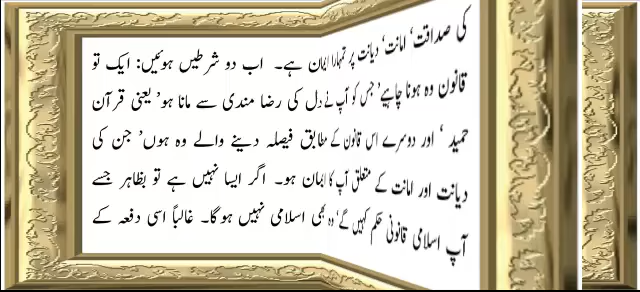 کی صداقت‘ امانت‘ دیانت پر تمہارا ایمان ہے۔ اب دو شرطیں ہوئیں: ایک تو
قانون وہ ہونا چاہیے‘ جس کو آپ نے دل کی رضا مندی سے مانا ہو‘ یعنی قرآن
حمید‘ اور دوسرے اس قانون کے مطابق فیصلہ دینے والے وہ ہوں‘ جن کی
دیانت اور امانت کے متعلق آپ کا ایمان ہو۔ اگر ایسا نہیں ہے تو بظاہر جسے
آپ اسلامی قانونی حکم کہیں گے‘ وہ بھی اسلامی نہیں ہوگا۔ غالباً اسی دفعہ کے